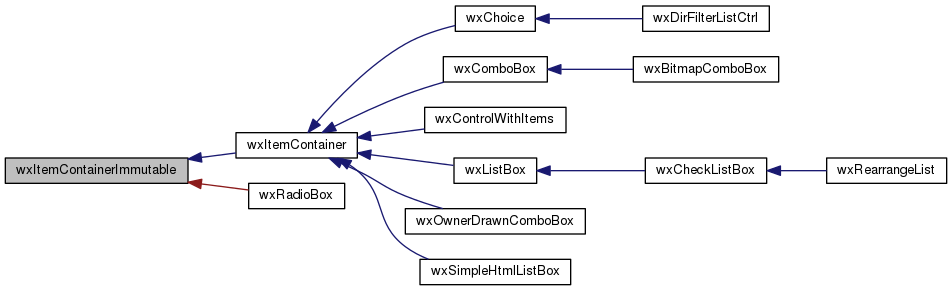 wxChoice
wxDirFilterListCtrl
wxComboBox
wxBitmapComboBox
wxControlWithItems
wxItemContainer
wxItemContainerImmutable
wxListBox
wxCheckListBox
wxRearrangeList
wxRadioBox
wxOwnerDrawnComboBox
wxSimpleHtmlListBox